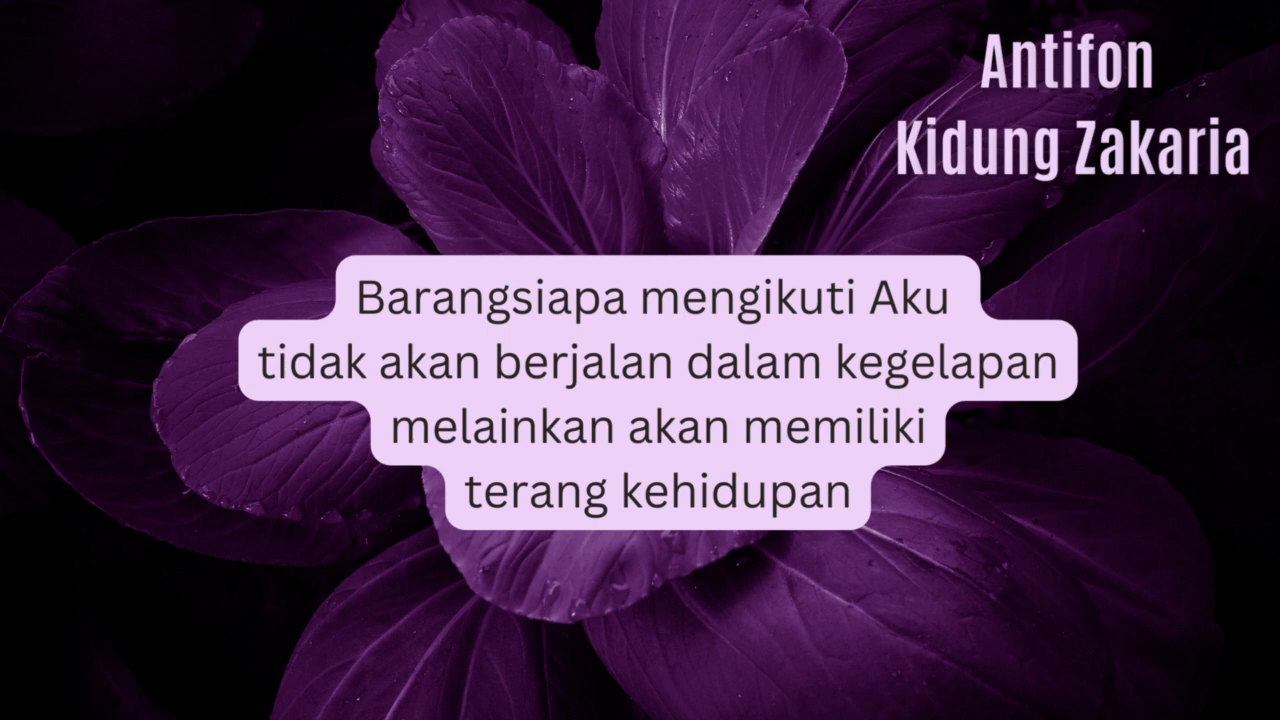 Antifon
Kidung Zakaria
Barangsiapa mengikuti Aku
tidak akan berjalan dalam kegelapan
melainkan akan memiliki
terang kehidupan